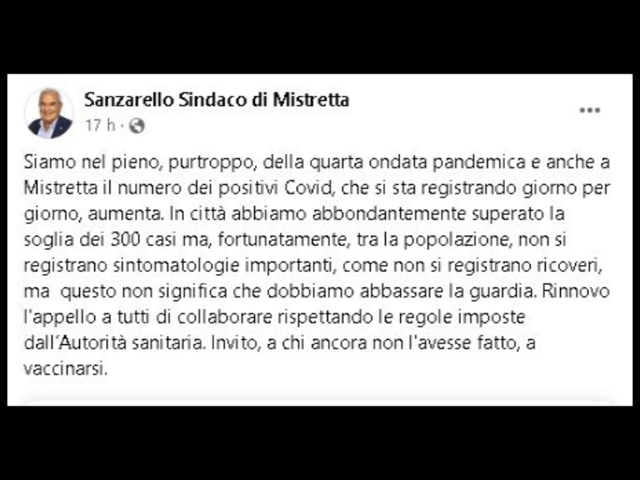 Sanzarello Sindaco di Mistretta
17 h ·
Siamo nel pieno, purtroppo, della quarta ondata pandemica e anche a
Mistretta il numero dei positivi Covid, che si sta registrando giorno per
giorno, aumenta. In città abbiamo abbondantemente superato la
soglia dei 300 casi ma, fortunatamente, tra la popolazione, non si
registrano sintomatologie importanti, come non si registrano ricoveri,
ma  questo non significa che dobbiamo abbassare la guardia. Rinnovo
l'appello a tutti di collaborare rispettando le regole imposte
dall'Autorità sanitaria. Invito, a chi ancora non l'avesse fatto, a
vaccinarsi.